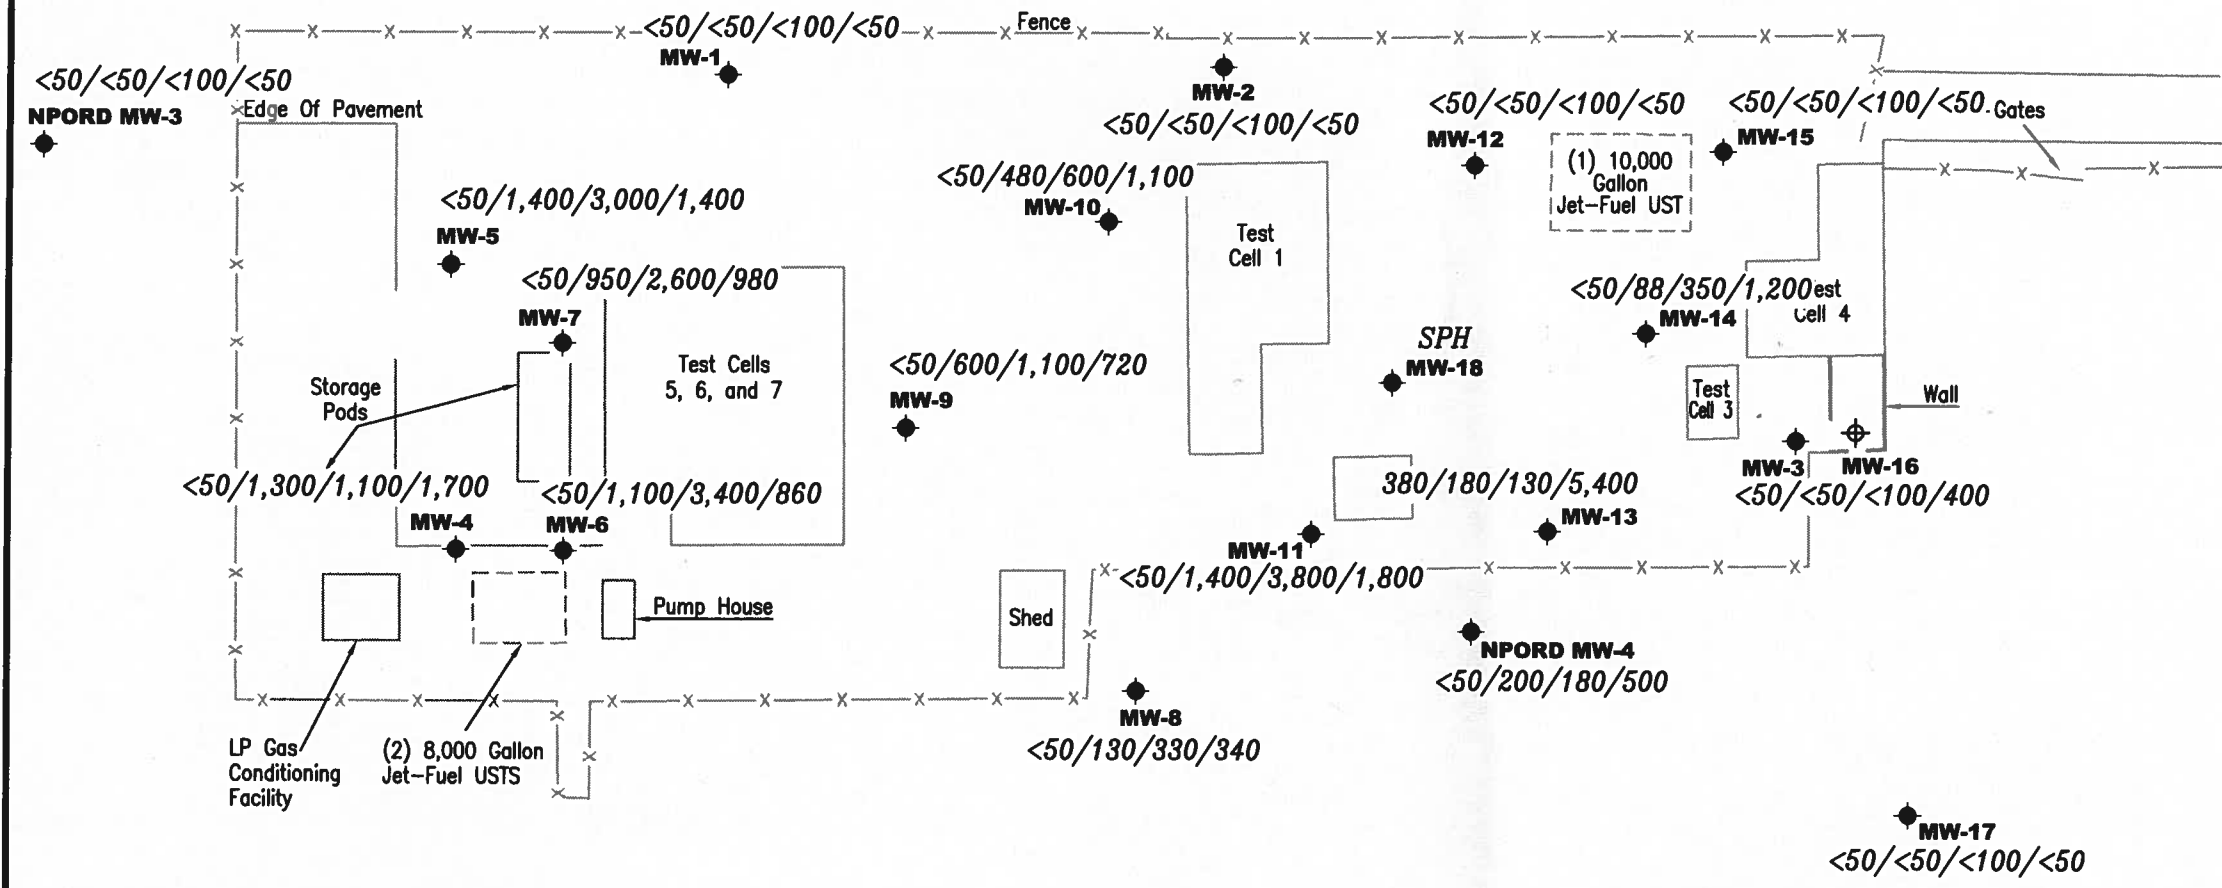 Fence
<50/<50/<100/<50
MW-1
<50/<50/<100/<50
NPORD MW-3
Edge Of Pavement
MW-2
<50/<50/<100/<50
<50/<50/<100/<50
MW-12
<50/<50/<100/<50
MW-15
Gates
(1) 10,000
Gallon
Jet-Fuel UST
<50/480/600/1,100
MW-10
Test
Cell 1
<50/1,400/3,000/1,400
MW-5
<50/950/2,600/980
MW-7
Test Cells
5, 6, and 7
Storage
Pods
<50/600/1,100/720
MW-9
SPH
MW-18
<50/88/350/1,200
est
Cell 4
MW-14
Test
Cell 3
Wall
MW-3
MW-16
<50/<50/<100/400
<50/1,300/1,100/1,700
MW-4
<50/1,100/3,400/860
MW-6
380/180/130/5,400
MW-13
MW-11
<50/1,400/3,800/1,800
Pump House
Shed
NPORD MW-4
<50/200/180/500
MW-8
<50/130/330/340
LP Gas
Conditioning
Facility
(2) 8,000 Gallon
Jet-Fuel USTS
MW-17
<50/<50/<100/<50